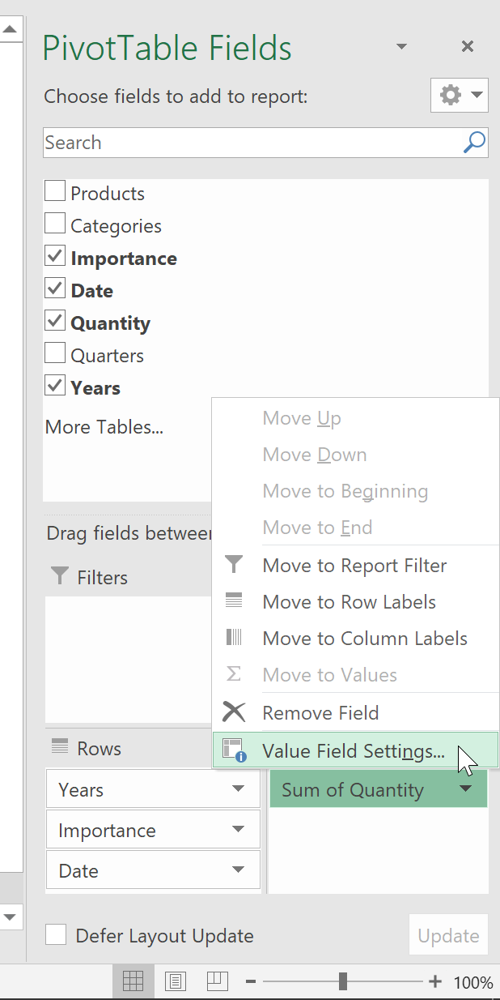 PivotTable Fields
Choose fields to add to report:
Search
Products
Categories
Importance
Date
Quantity
Quarters
Years
More Tables...
Move Up
Move Down
Move to Beginning
Move to End
Drag fields between
Move to Report Filter
Filters
Move to Row Labels
Move to Column Labels
Σ Move to Values
Remove Field
Rows
Value Field Settings...
Years
Sum of Quantity
Importance
Date
Defer Layout Update
Update
100%